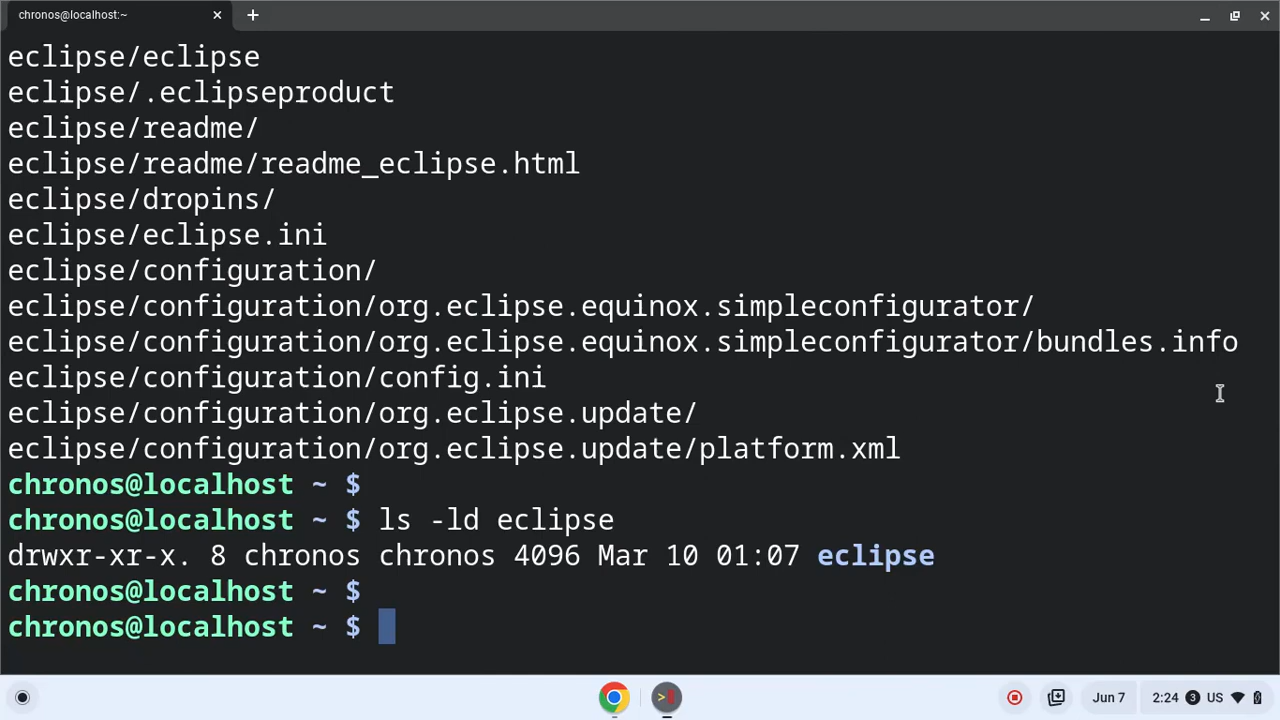 chronos@localhost:~
eclipse/eclipse
eclipse/.eclipseproduct
eclipse/readme/
eclipse/readme/readme_eclipse.html
eclipse/dropins/
eclipse/eclipse.ini
eclipse/configuration/
eclipse/configuration/org.eclipse.equinox.simpleconfigurator/
eclipse/configuration/org.eclipse.equinox.simpleconfigurator/bundles.info
eclipse/configuration/config.ini
eclipse/configuration/org.eclipse.update/
eclipse/configuration/org.eclipse.update/platform.xml
chronos@localhost ~ $
chronos@localhost ~ $ ls -ld eclipse
drwxr-xr-x. 8 chronos chronos 4096 Mar 10 01:07 eclipse
chronos@localhost ~ $
chronos@localhost ~ $
Jun 7 2:24 3 US